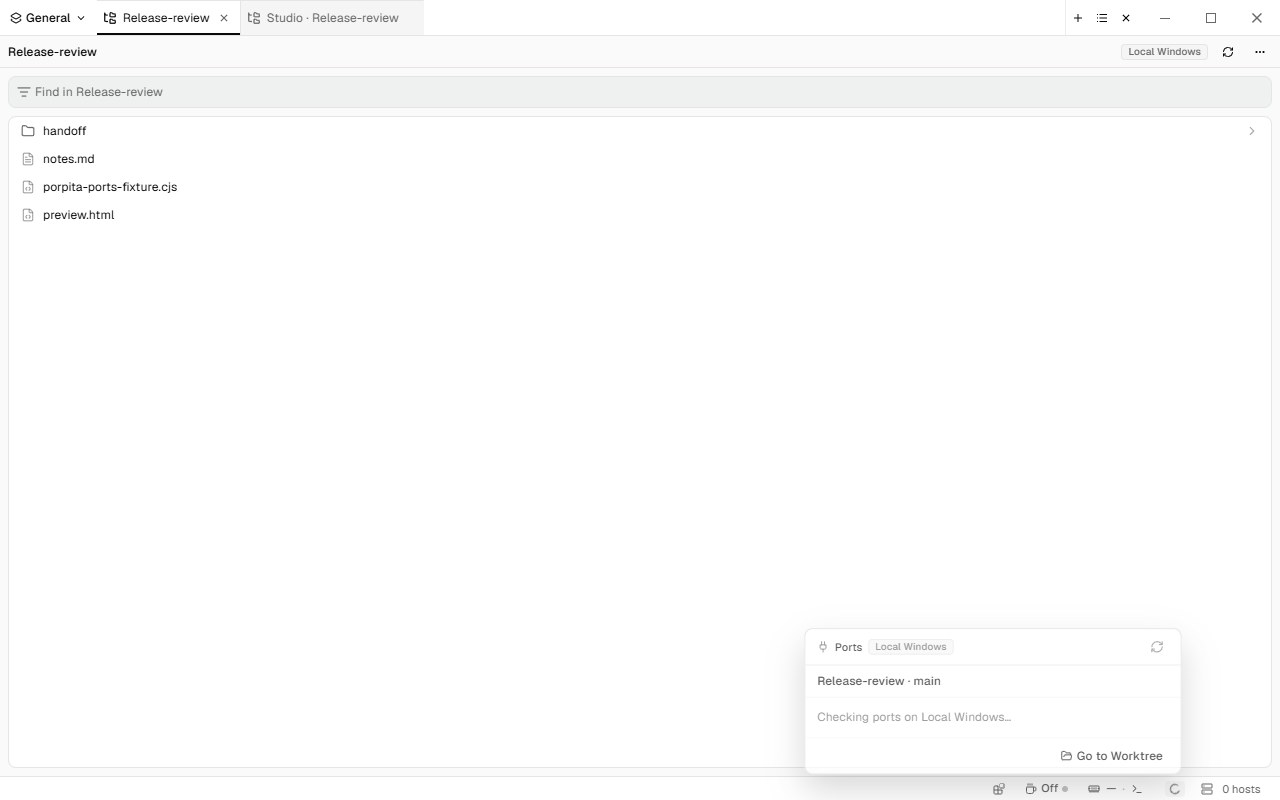 General
Release-review
Studio · Release-review
Release-review
Local Windows
Find in Release-review
handoff
notes.md
porpita-ports-fixture.cjs
preview.html
Ports
Local Windows
Release-review · main
Checking ports on Local Windows…
Go to Worktree
Off
— ·
0 hosts